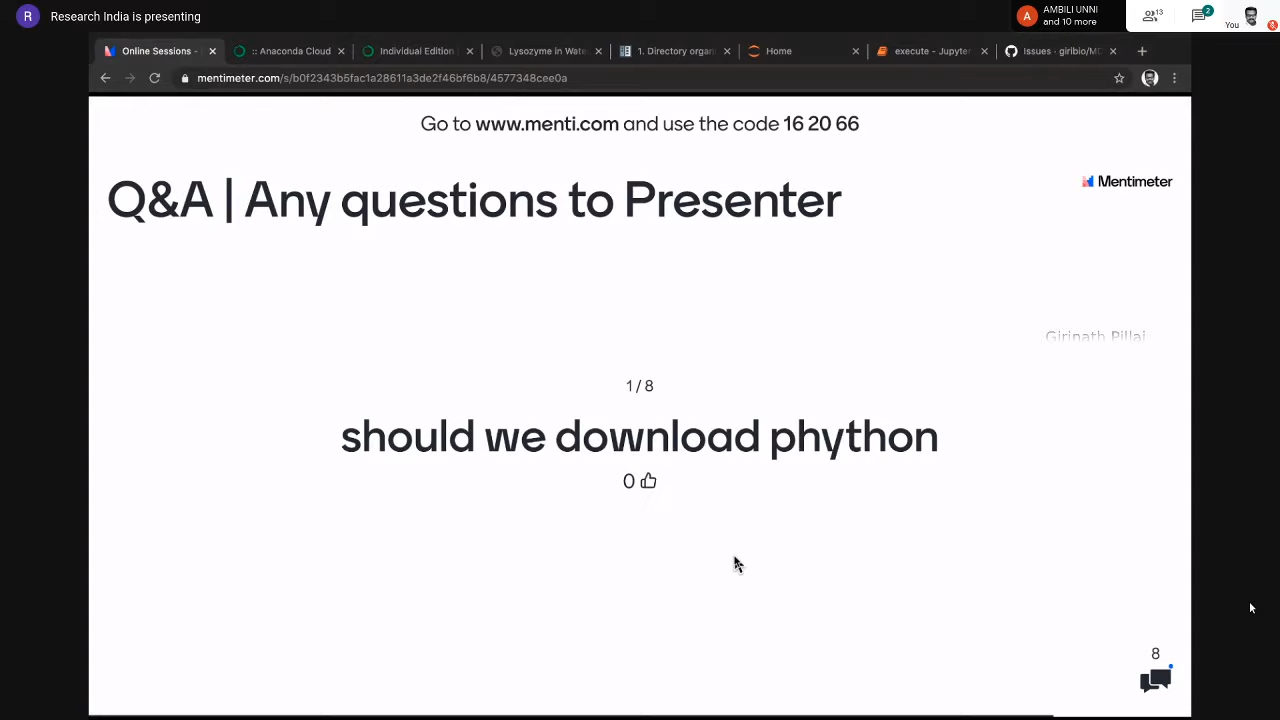 R Research India is presenting
A AMBILI UNNI
and 10 more
13
2
You
Online Sessions -
:: Anaconda Cloud
Individual Edition |
Lysozyme in Wate
1. Directory organ
Home
execute - Jupyter
Issues · giribio/MD
mentimeter.com/s/b0f2343b5fac1a28611a3de2f46bf6b8/4577348cee0a
Go to www.menti.com and use the code 16 20 66
Q&A | Any questions to Presenter
Mentimeter
Girinath Pillai
1 / 8
should we download phython
0
8